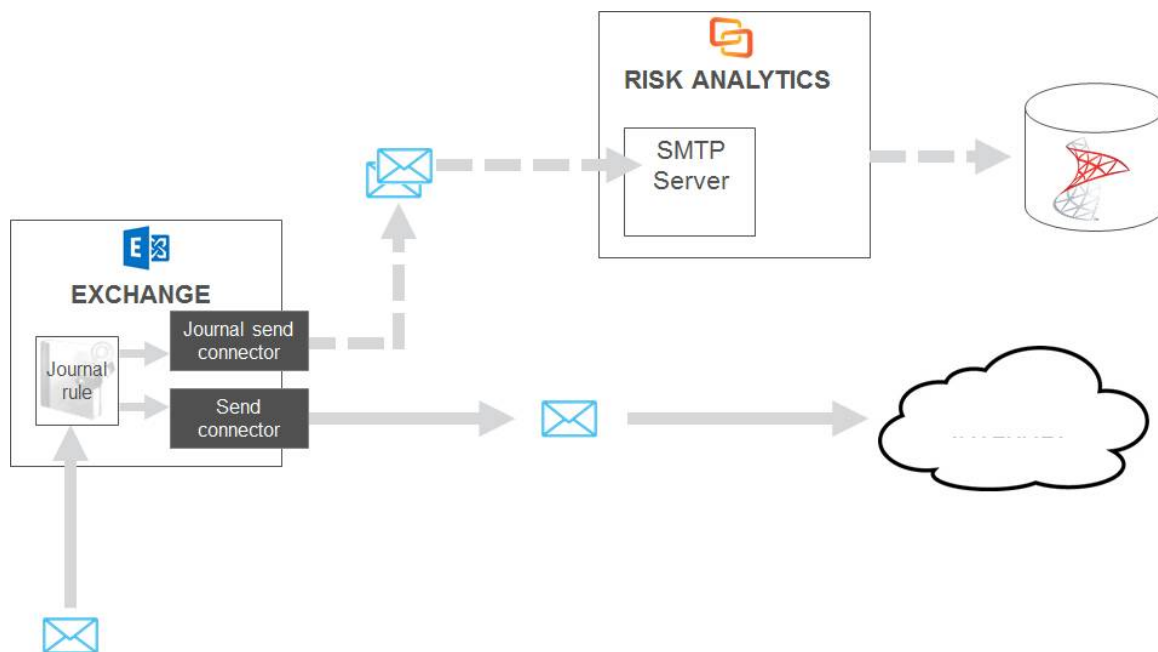 RISK ANALYTICS
SMTP
Server
E
EXCHANGE
Journal send
connector
Journal
rule
Send
connector